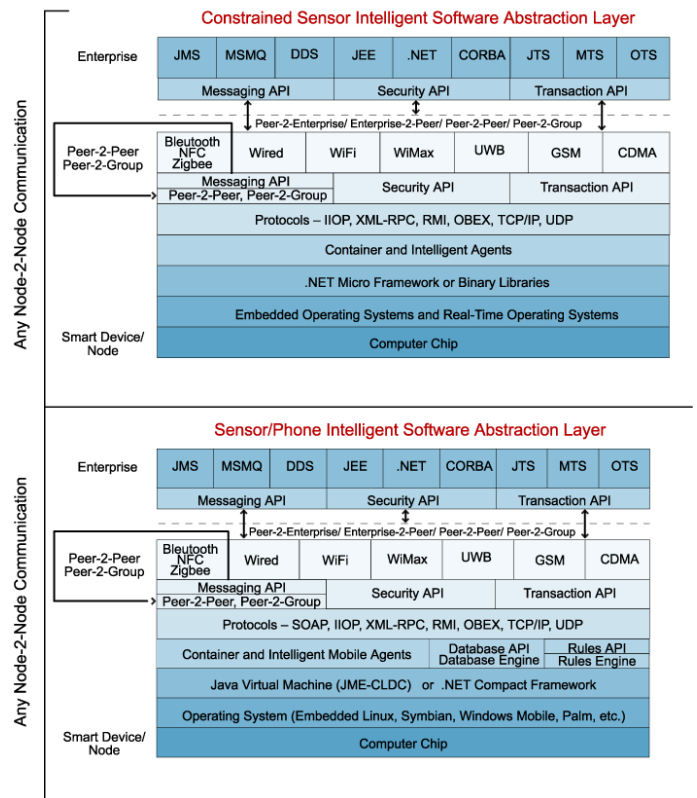 Constrained Sensor Intelligent Software Abstraction Layer
Any Node-2-Node Communication
Enterprise
JMS MSMQ DDS JEE .NET CORBA JTS MTS OTS
Messaging API Security API Transaction API
Peer-2-Enterprise/ Enterprise-2-Peer/ Peer-2-Peer/ Peer-2-Group
Peer-2-Peer
Peer-2-Group
Bleutooth
NFC
Zigbee
Wired WiFi WiMax UWB GSM CDMA
Messaging API
Peer-2-Peer, Peer-2-Group
Security API Transaction API
Protocols – IIOP, XML-RPC, RMI, OBEX, TCP/IP, UDP
Container and Intelligent Agents
.NET Micro Framework or Binary Libraries
Embedded Operating Systems and Real-Time Operating Systems
Smart Device/
Node
Computer Chip
Sensor/Phone Intelligent Software Abstraction Layer
Any Node-2-Node Communication
Enterprise
JMS MSMQ DDS JEE .NET CORBA JTS MTS OTS
Messaging API Security API Transaction API
Peer-2-Enterprise/ Enterprise-2-Peer/ Peer-2-Peer/ Peer-2-Group
Peer-2-Peer
Peer-2-Group
Bleutooth
NFC
Zigbee
Wired WiFi WiMax UWB GSM CDMA
Messaging API
Peer-2-Peer, Peer-2-Group
Security API Transaction API
Protocols – SOAP, IIOP, XML-RPC, RMI, OBEX, TCP/IP, UDP
Container and Intelligent Mobile Agents
Database API
Database Engine
Rules API
Rules Engine
Java Virtual Machine (JME-CLDC) or .NET Compact Framework
Operating System (Embedded Linux, Symbian, Windows Mobile, Palm, etc.)
Smart Device/
Node
Computer Chip